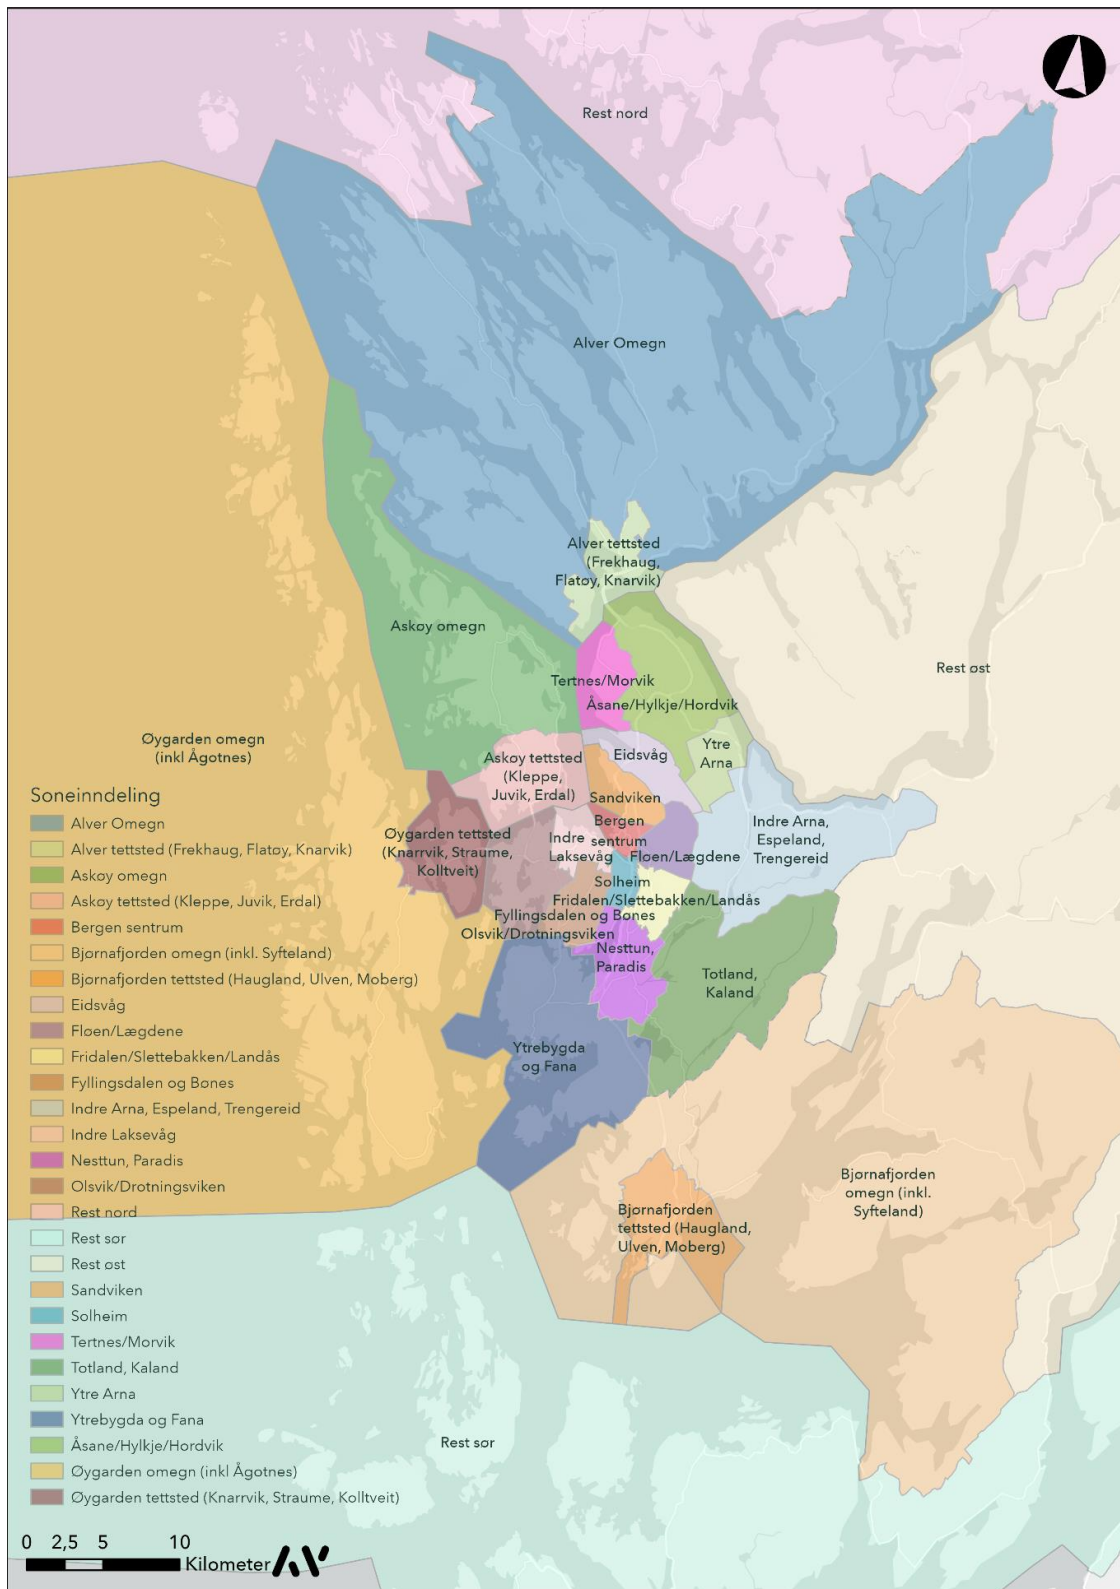 Rest nord
Alver Omegn
Alver tettsted
(Frekhaug,
Flatøy, Knarvik)
Askøy omegn
Rest øst
Tertnes/Morvik
Åsane/Hylkje/Hordvik
Øygarden omegn
(inkl Ågotnes)
Eidsvåg
Ytre
Arna
Askøy tettsted
(Kleppe,
Juvik, Erdal)
Sandviken
Bergen
sentrum
Indre
Laksevåg
Øygarden tettsted
(Knarrvik, Straume,
Kolltveit)
Indre Arna,
Espeland,
Trengereid
Fløen/Lægdene
Solheim
Fridalen/Slettebakken/Landås
Fyllingsdalen og Bønes
Olsvik/Drotningsviken
Nesttun,
Paradis
Totland,
Kaland
Ytrebygda
og Fana
Bjørnafjorden
omegn (inkl.
Syfteland)
Bjørnafjorden
tettsted (Haugland,
Ulven, Moberg)
Rest sør
Soneinndeling
Alver Omegn
Alver tettsted (Frekhaug, Flatøy, Knarvik)
Askøy omegn
Askøy tettsted (Kleppe, Juvik, Erdal)
Bergen sentrum
Bjørnafjorden omegn (inkl. Syfteland)
Bjørnafjorden tettsted (Haugland, Ulven, Moberg)
Eidsvåg
Fløen/Lægdene
Fridalen/Slettebakken/Landås
Fyllingsdalen og Bønes
Indre Arna, Espeland, Trengereid
Indre Laksevåg
Nesttun, Paradis
Olsvik/Drotningsviken
Rest nord
Rest sør
Rest øst
Sandviken
Solheim
Tertnes/Morvik
Totland, Kaland
Ytre Arna
Ytrebygda og Fana
Åsane/Hylkje/Hordvik
Øygarden omegn (inkl Ågotnes)
Øygarden tettsted (Knarrvik, Straume, Kolltveit)
0 2,5 5 10
Kilometer